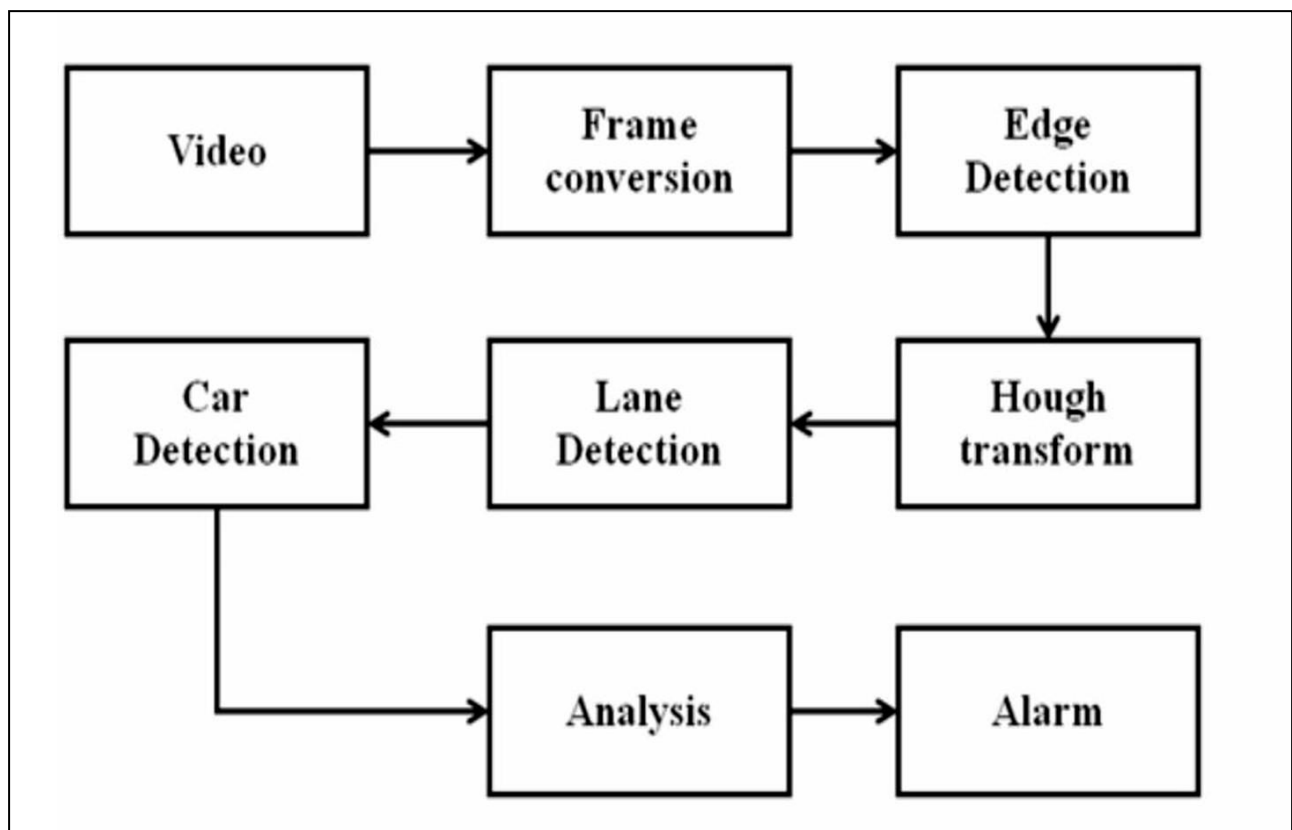 Video
Frame
conversion
Edge
Detection
Hough
transform
Lane
Detection
Car
Detection
Analysis
Alarm